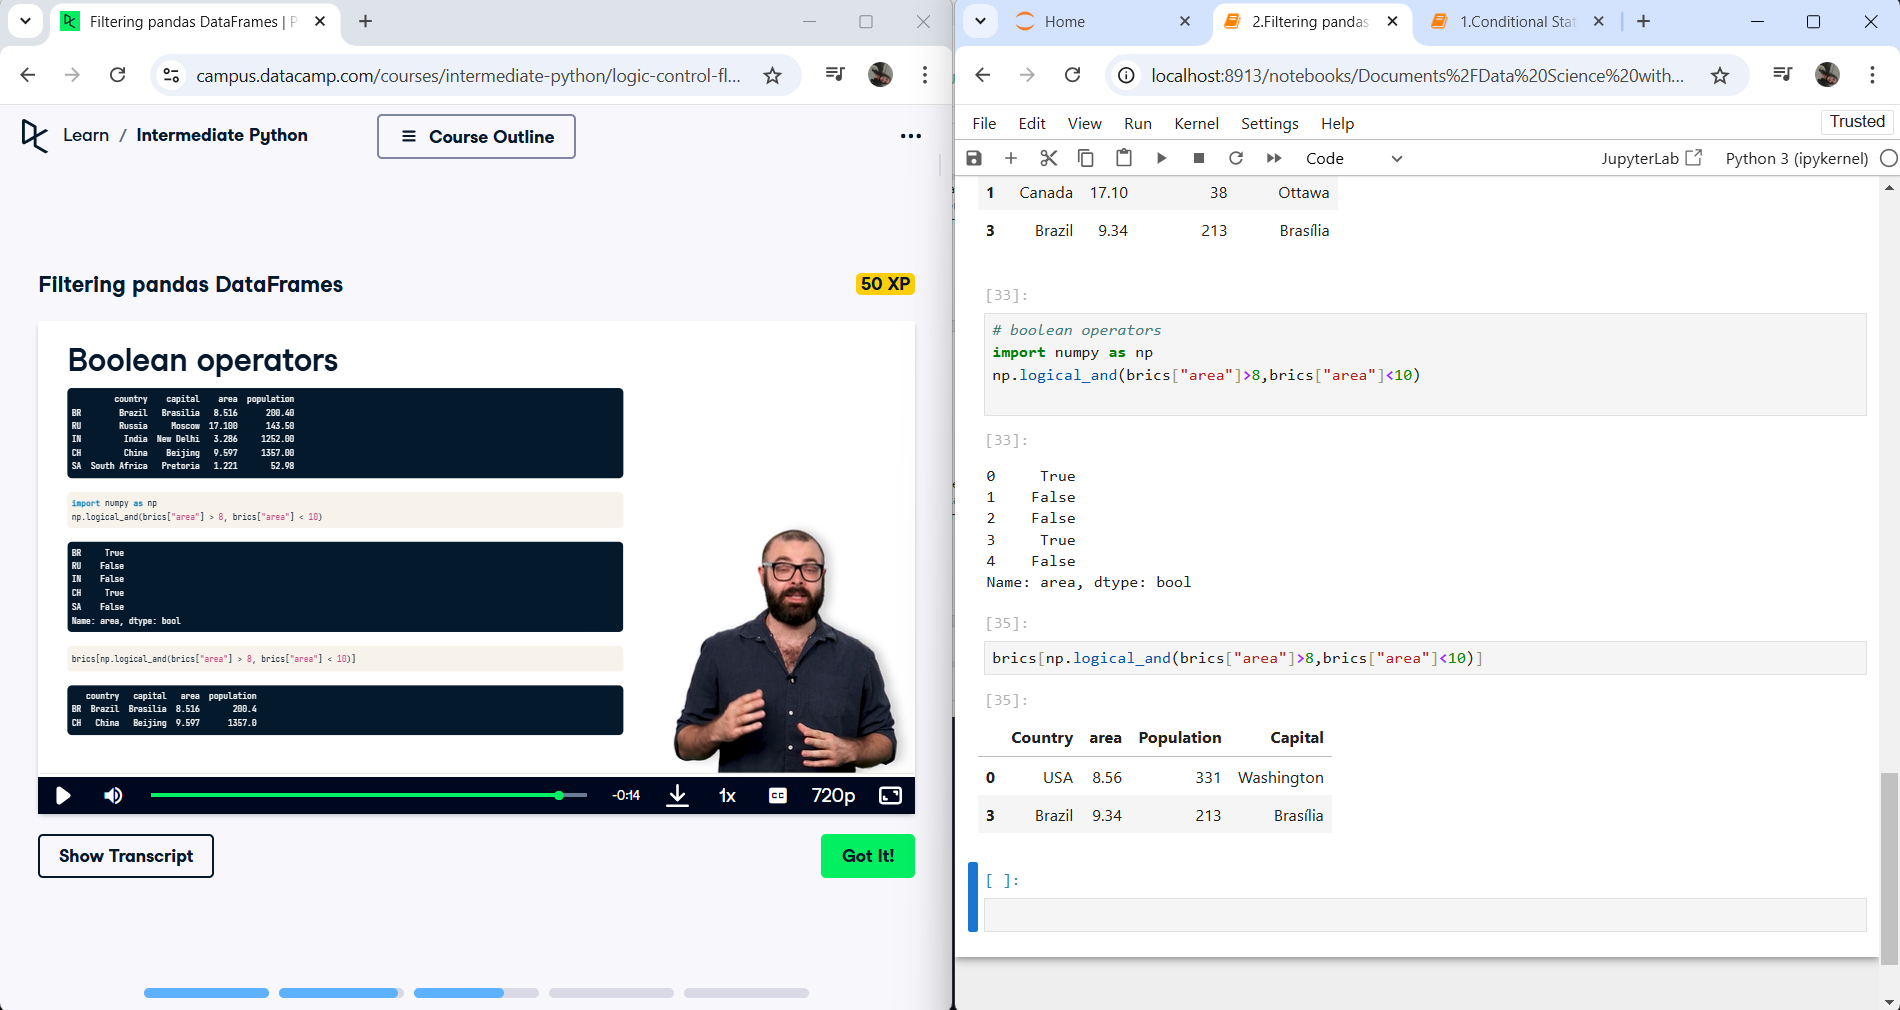 Filtering pandas DataFrames | P
campus.datacamp.com/courses/intermediate-python/logic-control-fl...
Learn / Intermediate Python
Course Outline
Filtering pandas DataFrames
50 XP
Boolean operators
country capital area population
BR Brazil Brasilia 8.516 200.40
RU Russia Moscow 17.100 143.50
IN India New Delhi 3.286 1252.00
CH China Beijing 9.597 1357.00
SA South Africa Pretoria 1.221 52.98
import numpy as np
np.logical_and(brics["area"] > 8, brics["area"] < 10)
BR True
RU False
IN False
CH True
SA False
Name: area, dtype: bool
brics[np.logical_and(brics["area"] > 8, brics["area"] < 10)]
country capital area population
BR Brazil Brasilia 8.516 200.4
CH China Beijing 9.597 1357.0
-0:14
1x
CC
720p
Show Transcript
Got It!
Home
2.Filtering pandas
1.Conditional Stat
localhost:8913/notebooks/Documents%2FData%20Science%20with...
File Edit View Run Kernel Settings Help
Trusted
Code
JupyterLab
Python 3 (ipykernel)
1 Canada 17.10 38 Ottawa
3 Brazil 9.34 213 Brasília
[33]:
# boolean operators
import numpy as np
np.logical_and(brics["area"]>8,brics["area"]<10)
[33]:
0 True
1 False
2 False
3 True
4 False
Name: area, dtype: bool
[35]:
brics[np.logical_and(brics["area"]>8,brics["area"]<10)]
[35]:
Country area Population Capital
0 USA 8.56 331 Washington
3 Brazil 9.34 213 Brasília
[ ]: